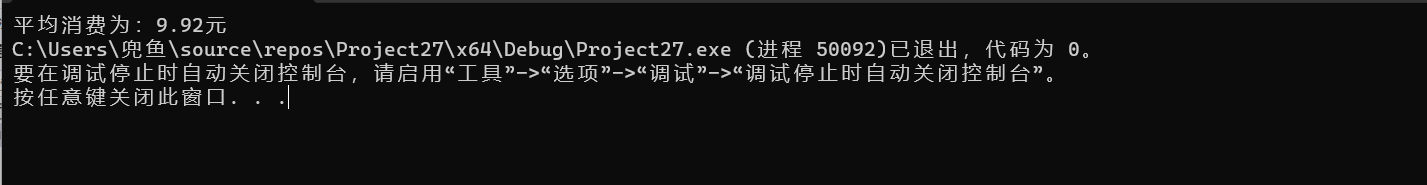 平均消费为：9.92元
C:\Users\兜鱼\source\repos\Project27\x64\Debug\Project27.exe (进程 50092)已退出，代码为 0。
要在调试停止时自动关闭控制台，请启用“工具”->“选项”->“调试”->“调试停止时自动关闭控制台”。
按任意键关闭此窗口. . .